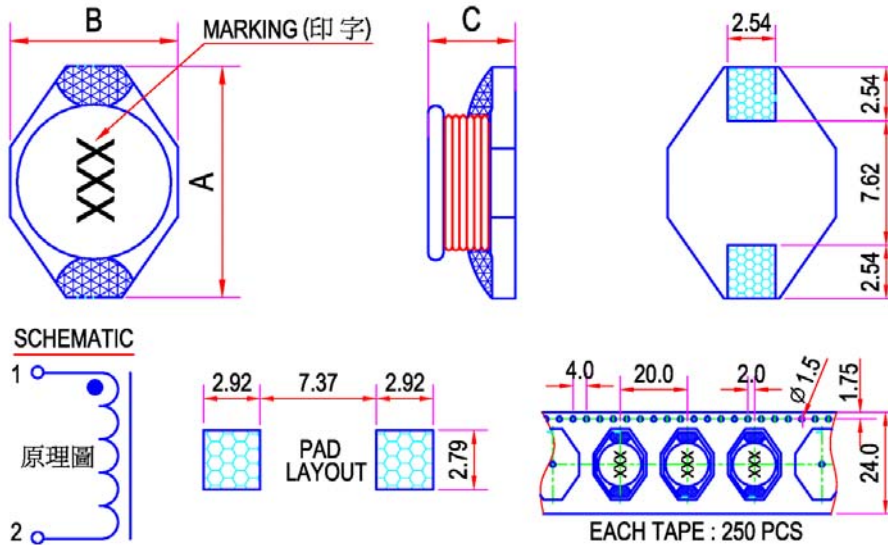 B
MARKING (印 字)
XXX
A
C
2.54
2.54
7.62
2.54
SCHEMATIC
1
原理圖
2
2.92
7.37
2.92
PAD
LAYOUT
2.79
4.0
20.0
2.0
Ø 1.5
1.75
24.0
XXX
XXX
XXX
EACH TAPE : 250 PCS